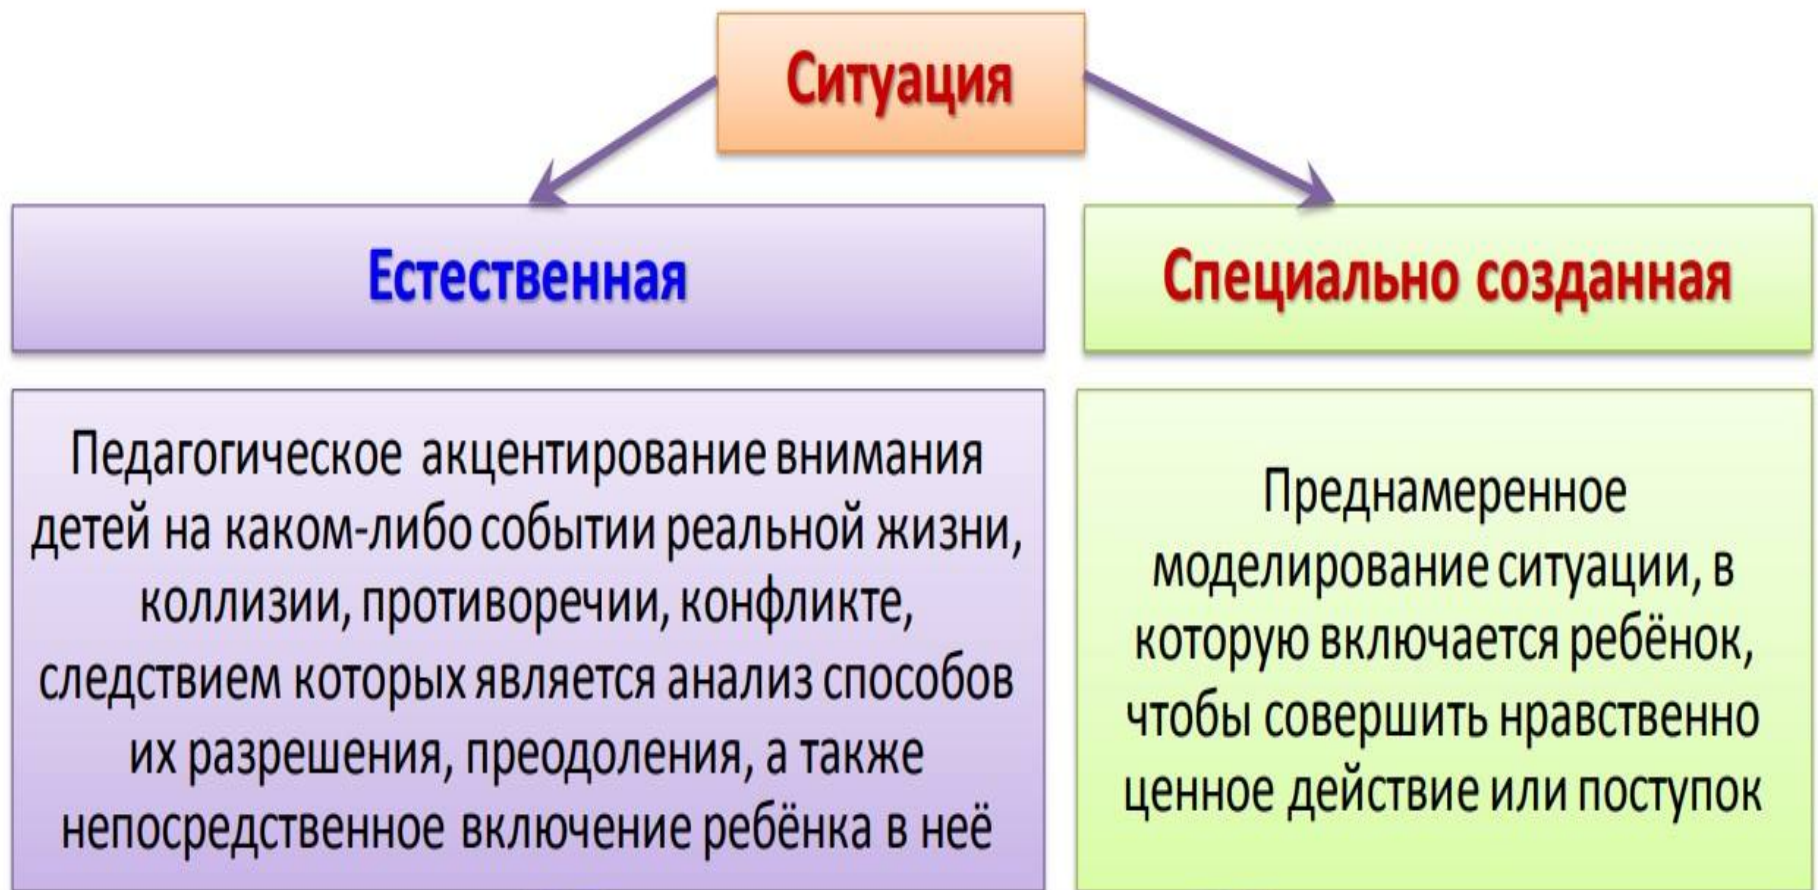 Ситуация
Естественная
Специально созданная
Педагогическое акцентирование внимания
детей на каком-либо событии реальной жизни,
коллизии, противоречии, конфликте,
следствием которых является анализ способов
их разрешения, преодоления, а также
непосредственное включение ребёнка в неё
Преднамеренное
моделирование ситуации, в
которую включается ребёнок,
чтобы совершить нравственно
ценное действие или поступок